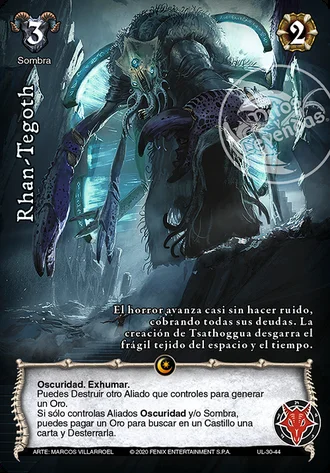 3
2
Sombra
Rhan-Tegoth
Mitos
Leyendas
El horror avanza casi sin hacer ruido,
cobrando todas sus deudas. La
creación de Tsathoggua desgarra el
frágil tejido del espacio y el tiempo.
Oscuridad. Exhumar.
Puedes Destruir otro Aliado que controles para generar
un Oro.
Si sólo controlas Aliados Oscuridad y/o Sombra,
puedes pagar un Oro para buscar en un Castillo una
carta y Desterrarla.
ARTE: MARCOS VILLARROEL
©2020 FENIX ENTERTAINMENT S.P.A.
UL-30-44